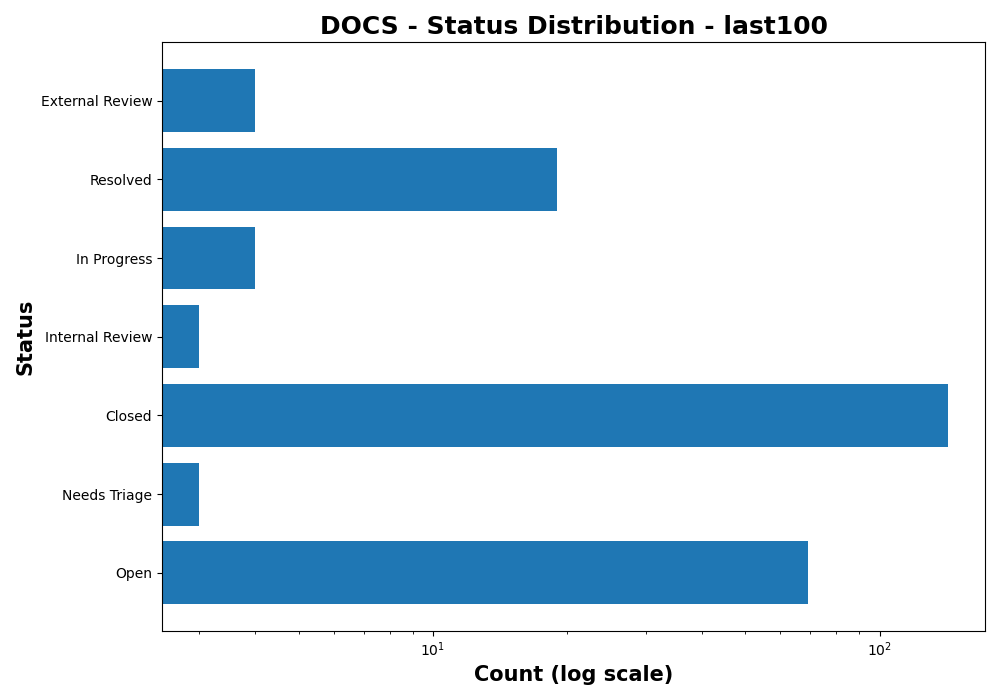 DOCS - Status Distribution - last100
Status
External Review
Resolved
In Progress
Internal Review
Closed
Needs Triage
Open
10¹
10²
Count (log scale)